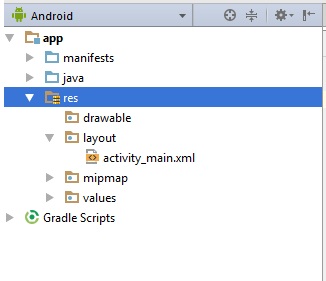 Android
app
manifests
java
res
drawable
layout
activity_main.xml
mipmap
values
Gradle Scripts